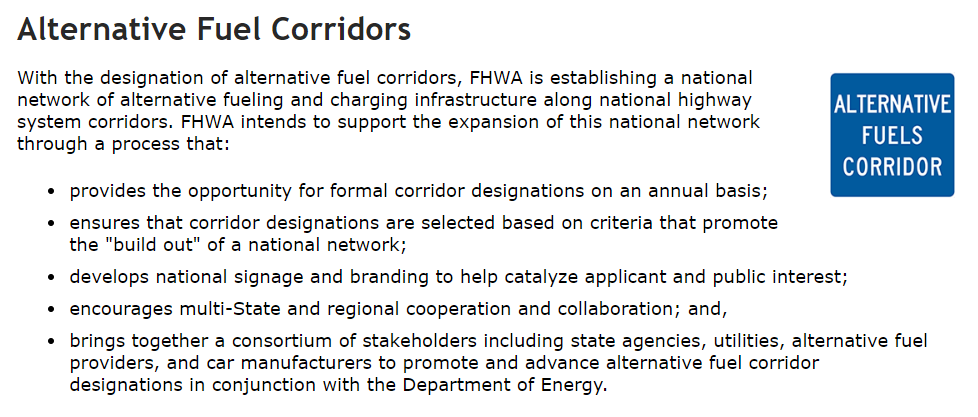 Alternative Fuel Corridors
With the designation of alternative fuel corridors, FHWA is establishing a national
network of alternative fueling and charging infrastructure along national highway
system corridors. FHWA intends to support the expansion of this national network
through a process that:
ALTERNATIVE
FUELS
CORRIDOR
• provides the opportunity for formal corridor designations on an annual basis;
• ensures that corridor designations are selected based on criteria that promote
the "build out" of a national network;
• develops national signage and branding to help catalyze applicant and public interest;
• encourages multi-State and regional cooperation and collaboration; and,
• brings together a consortium of stakeholders including state agencies, utilities, alternative fuel
providers, and car manufacturers to promote and advance alternative fuel corridor
designations in conjunction with the Department of Energy.